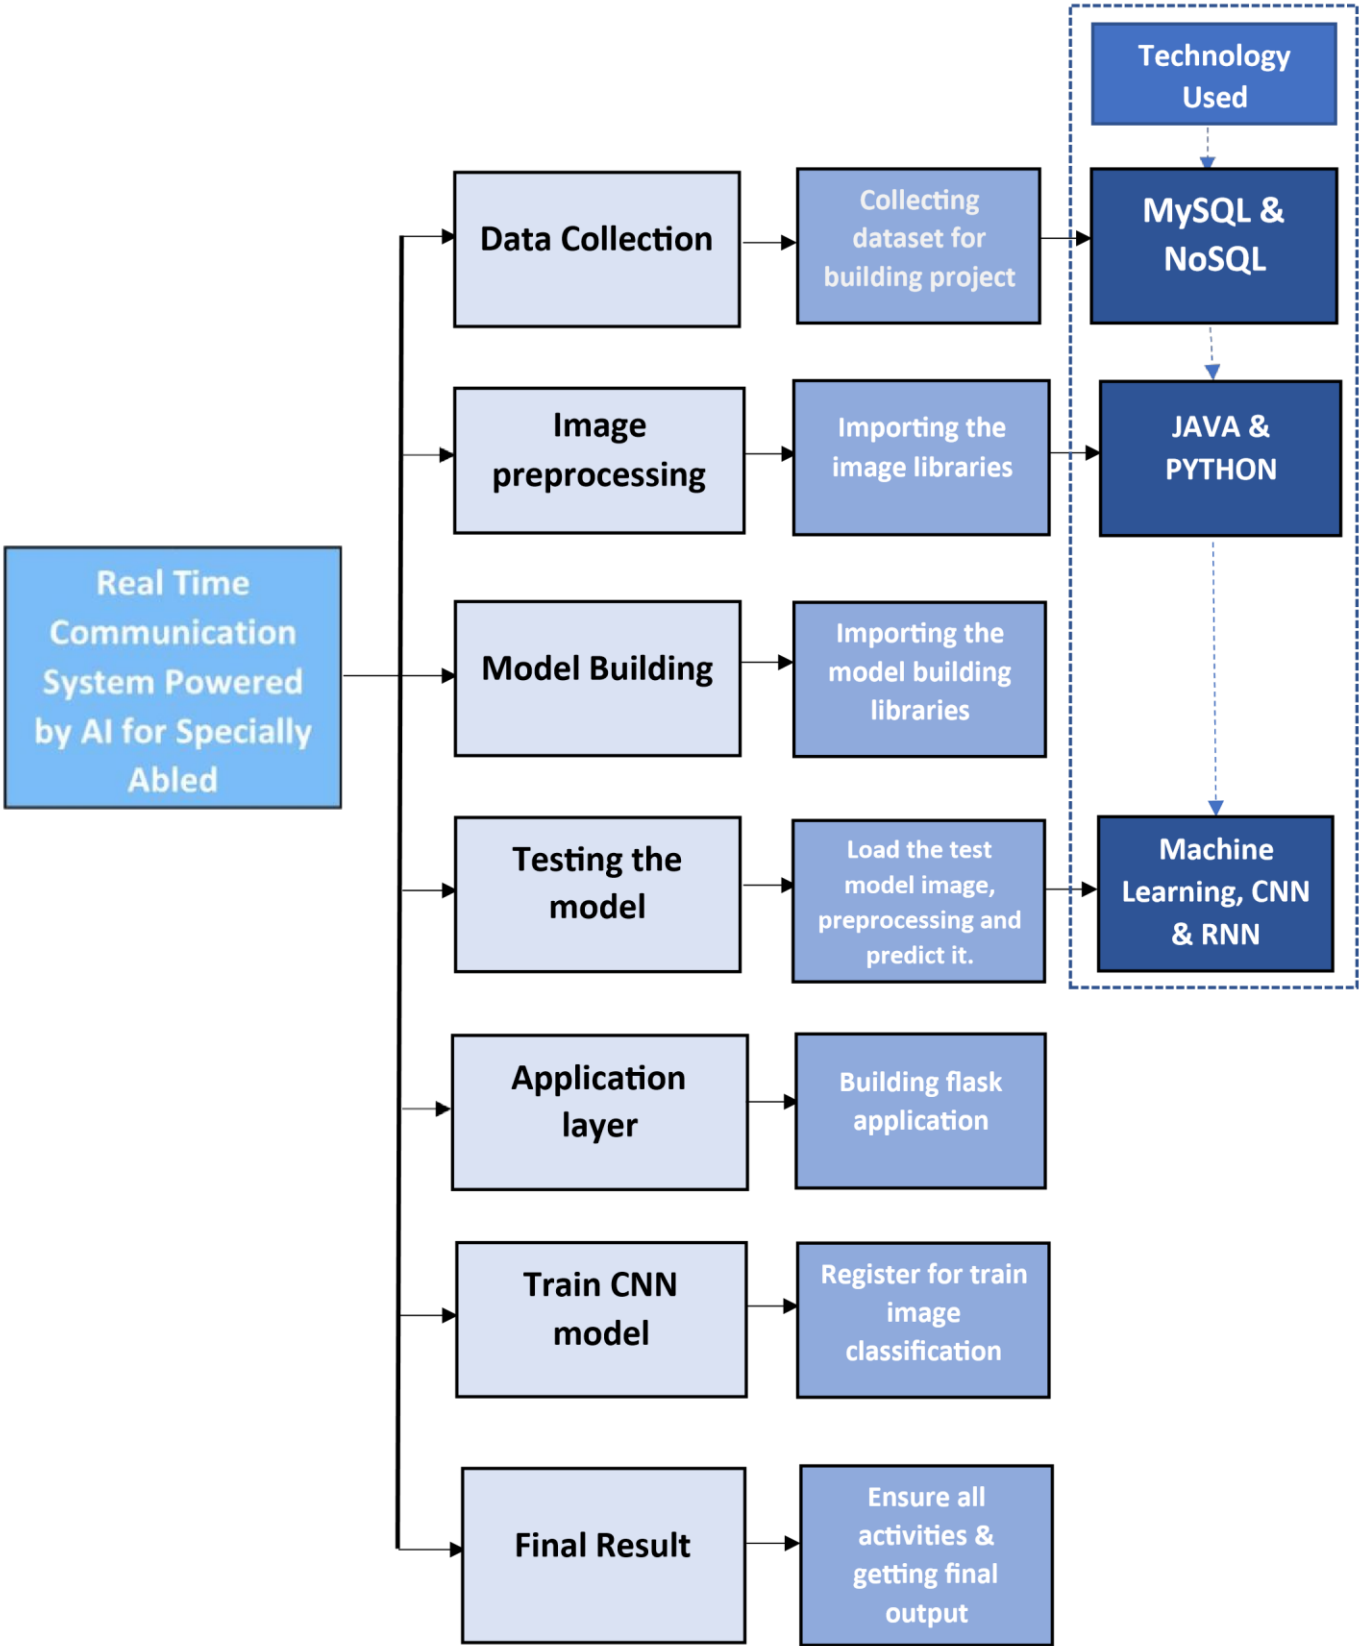 Technology
Used
Data Collection
Collecting
dataset for
building project
MySQL &
NoSQL
Image
preprocessing
Importing the
image libraries
JAVA &
PYTHON
Real Time
Communication
System Powered
by AI for Specially
Abled
Model Building
Importing the
model building
libraries
Testing the
model
Load the test
model image,
preprocessing and
predict it.
Machine
Learning, CNN
& RNN
Application
layer
Building flask
application
Train CNN
model
Register for train
image
classification
Final Result
Ensure all
activities &
getting final
output